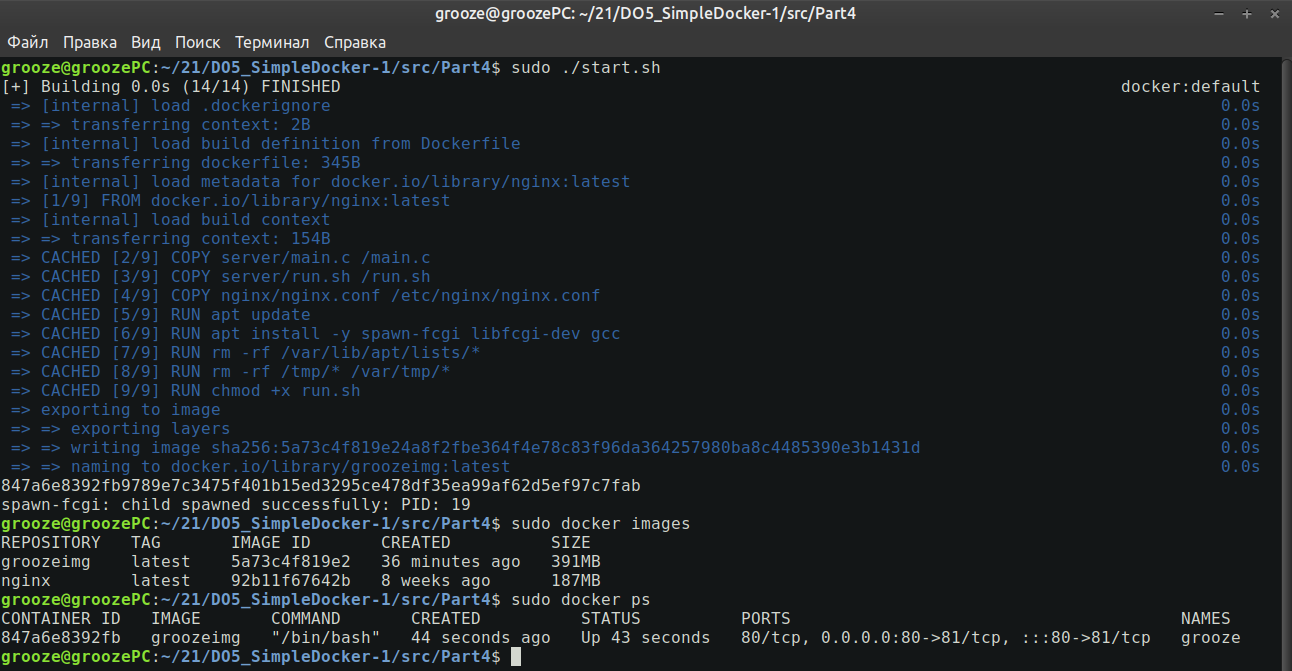 grooze@groozePC: ~/21/DO5_SimpleDocker-1/src/Part4
Файл Правка Вид Поиск Терминал Справка
grooze@groozePC:~/21/DO5_SimpleDocker-1/src/Part4$ sudo ./start.sh
[+] Building 0.0s (14/14) FINISHED docker:default
=> [internal] load .dockerignore 0.0s
=> => transferring context: 2B 0.0s
=> [internal] load build definition from Dockerfile 0.0s
=> => transferring dockerfile: 345B 0.0s
=> [internal] load metadata for docker.io/library/nginx:latest 0.0s
=> [1/9] FROM docker.io/library/nginx:latest 0.0s
=> [internal] load build context 0.0s
=> => transferring context: 154B 0.0s
=> CACHED [2/9] COPY server/main.c /main.c 0.0s
=> CACHED [3/9] COPY server/run.sh /run.sh 0.0s
=> CACHED [4/9] COPY nginx/nginx.conf /etc/nginx/nginx.conf 0.0s
=> CACHED [5/9] RUN apt update 0.0s
=> CACHED [6/9] RUN apt install -y spawn-fcgi libfcgi-dev gcc 0.0s
=> CACHED [7/9] RUN rm -rf /var/lib/apt/lists/* 0.0s
=> CACHED [8/9] RUN rm -rf /tmp/* /var/tmp/* 0.0s
=> CACHED [9/9] RUN chmod +x run.sh 0.0s
=> exporting to image 0.0s
=> => exporting layers 0.0s
=> => writing image sha256:5a73c4f819e24a8f2fbe364f4e78c83f96da364257980ba8c4485390e3b1431d 0.0s
=> => naming to docker.io/library/groozeimg:latest 0.0s
847a6e8392fb9789e7c3475f401b15ed3295ce478df35ea99af62d5ef97c7fab
spawn-fcgi: child spawned successfully: PID: 19
grooze@groozePC:~/21/DO5_SimpleDocker-1/src/Part4$ sudo docker images
REPOSITORY TAG IMAGE ID CREATED SIZE
groozeimg latest 5a73c4f819e2 36 minutes ago 391MB
nginx latest 92b11f67642b 8 weeks ago 187MB
grooze@groozePC:~/21/DO5_SimpleDocker-1/src/Part4$ sudo docker ps
CONTAINER ID IMAGE COMMAND CREATED STATUS PORTS NAMES
847a6e8392fb groozeimg "/bin/bash" 44 seconds ago Up 43 seconds 80/tcp, 0.0.0.0:80->81/tcp, :::80->81/tcp grooze
grooze@groozePC:~/21/DO5_SimpleDocker-1/src/Part4$